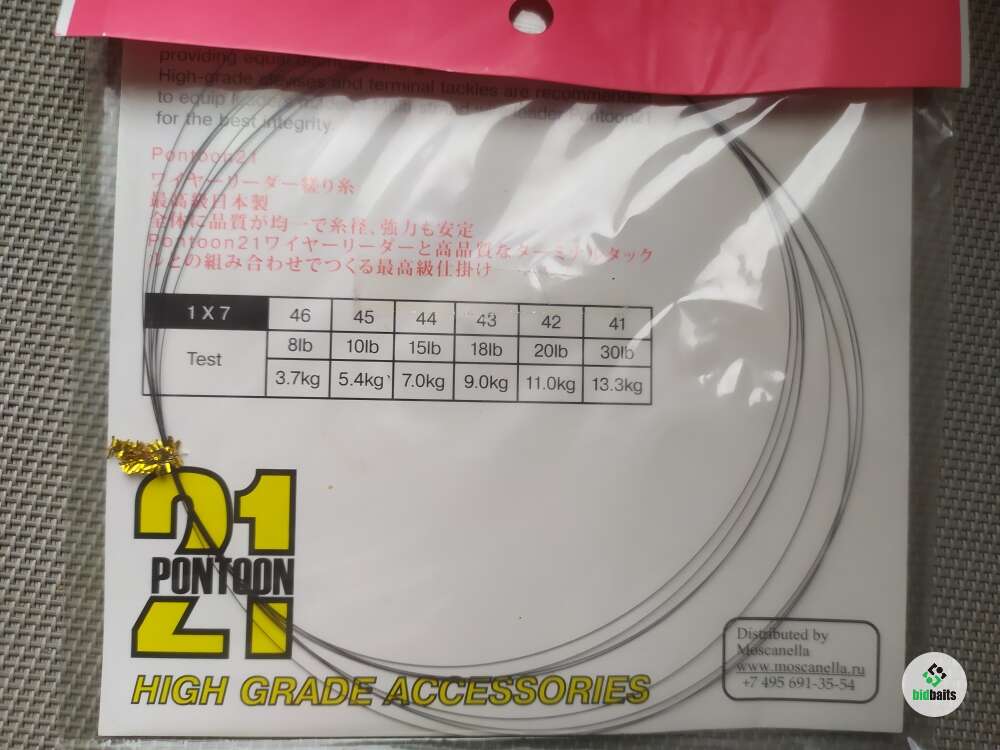 providing equal
High-grade clevises and terminal tackles are recommended
to equip Pontoon21
for the best integrity.
Pontoon21
ワイヤーリーダー縒り糸
最高級日本製
全体に品質が均一で糸径、強力も安定
Pontoon21ワイヤーリーダーと高品質なターミナルタック
ルとの組み合わせでつくる最高級仕掛け
1 X 7 46 45 44 43 42 41
Test 8lb 10lb 15lb 18lb 20lb 30lb
3.7kg 5.4kg 7.0kg 9.0kg 11.0kg 13.3kg
21
PONTOON
21
HIGH GRADE ACCESSORIES
Distributed by
Moscanella
www.moscanella.ru
+7 495 691-35-54
bidbaits